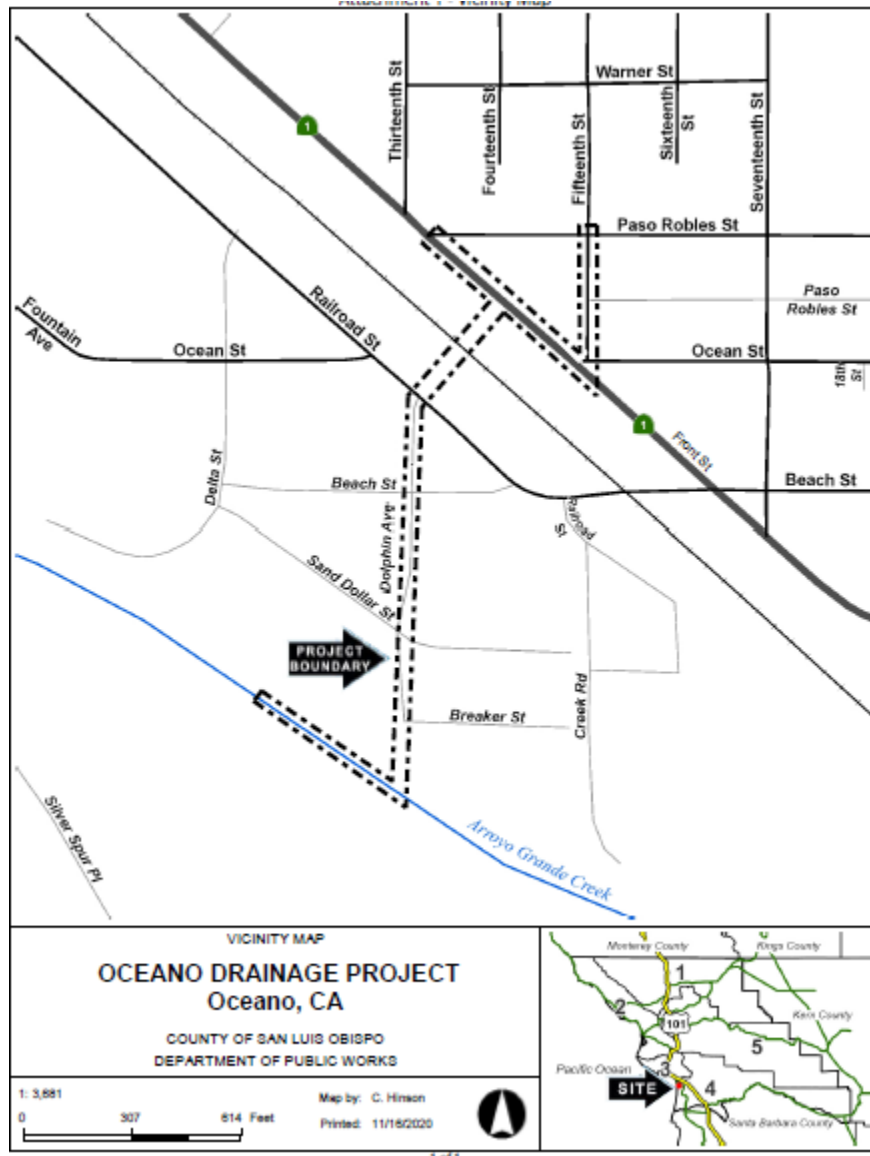 Attachment 1 - Vicinity Map
Warner St
Thirteenth St
Fourteenth St
Fifteenth St
Sixteenth
St
Seventeenth St
1
Paso Robles St
Paso
Robles St
Fountain
Ave
Railroad St
Ocean St
Ocean St
18th
St
1
Front St
Delta St
Beach St
Beach St
Dolphin Ave
Railroad
St
Sand Dollar St
PROJECT
BOUNDARY
Creek Rd
Breaker St
Silver Spur Pl
Arroyo Grande Creek
VICINITY MAP
OCEANO DRAINAGE PROJECT
Oceano, CA
COUNTY OF SAN LUIS OBISPO
DEPARTMENT OF PUBLIC WORKS
1: 3,681
0 307 614 Feet
Map by: C. Hinson
Printed: 11/16/2020
Monterey County
Kings County
1
2
101
Kern County
5
Pacific Ocean
3
4
SITE
Santa Barbara County